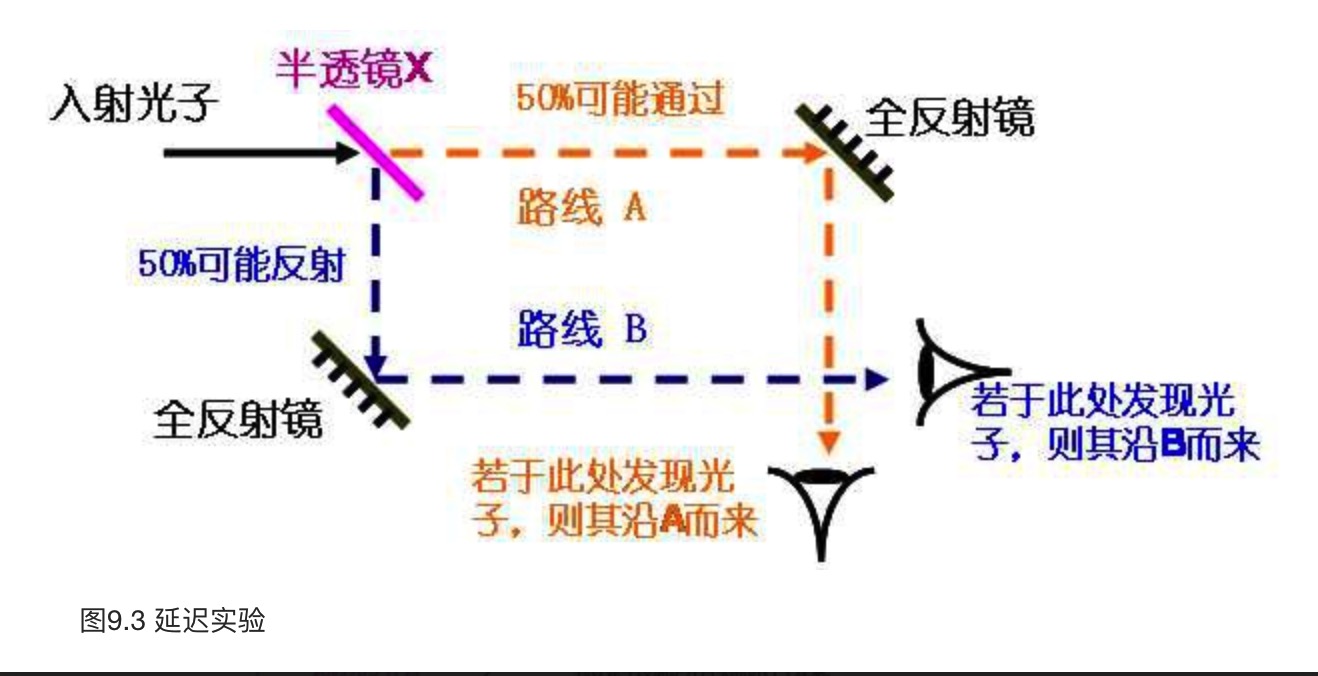 半透镜X
入射光子
50%可能通过
全反射镜
路线 A
50%可能反射
路线 B
全反射镜
若于此处发现光
子，则其沿B而来
若于此处发现光
子，则其沿A而来
图9.3 延迟实验